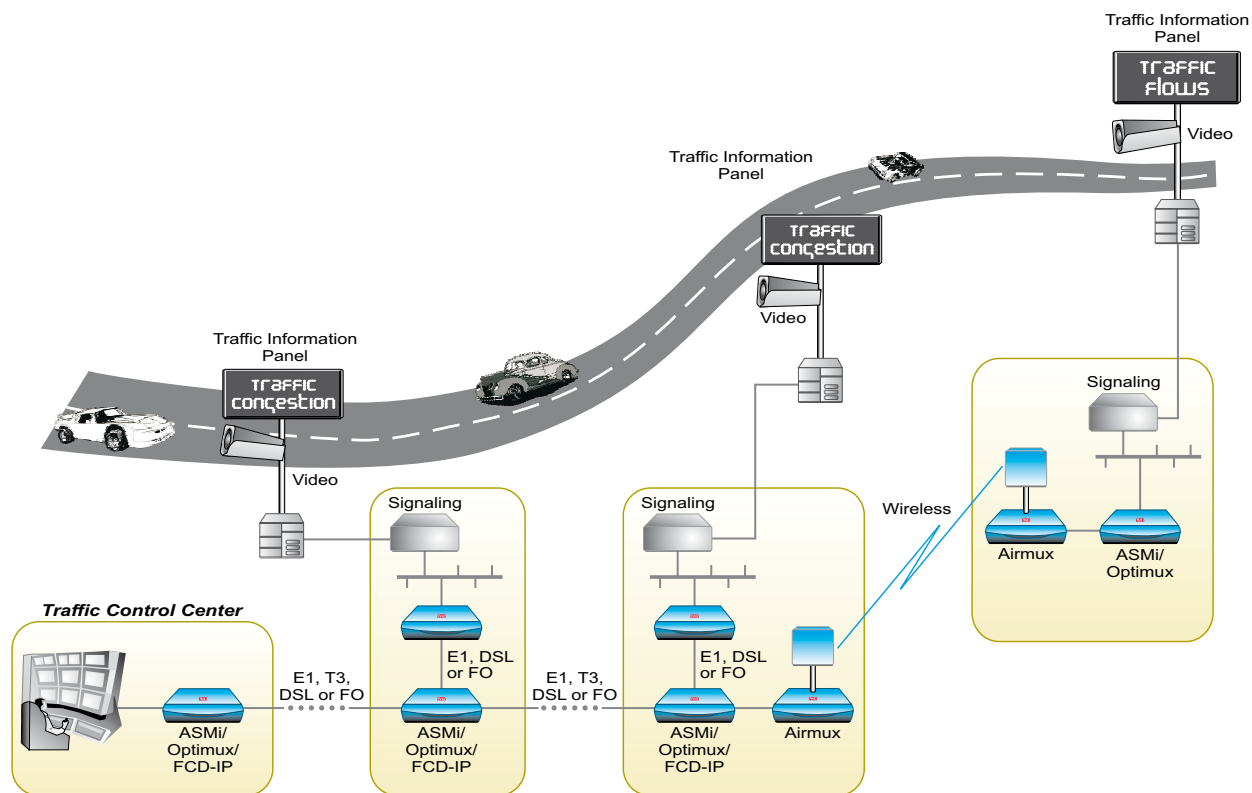 Traffic Information
Panel
TRAFFIC
FLOWS
Video
Traffic Information
Panel
TRAFFIC
CONGESTION
Video
Traffic Information
Panel
TRAFFIC
CONGESTION
Video
Signaling
Signaling
Signaling
Wireless
Airmux
ASMi/
Optimux
Traffic Control Center
E1, DSL
or FO
E1, DSL
or FO
E1, T3,
DSL or FO
E1, T3,
DSL or FO
ASMi/
Optimux/
FCD-IP
ASMi/
Optimux/
FCD-IP
ASMi/
Optimux/
FCD-IP
Airmux